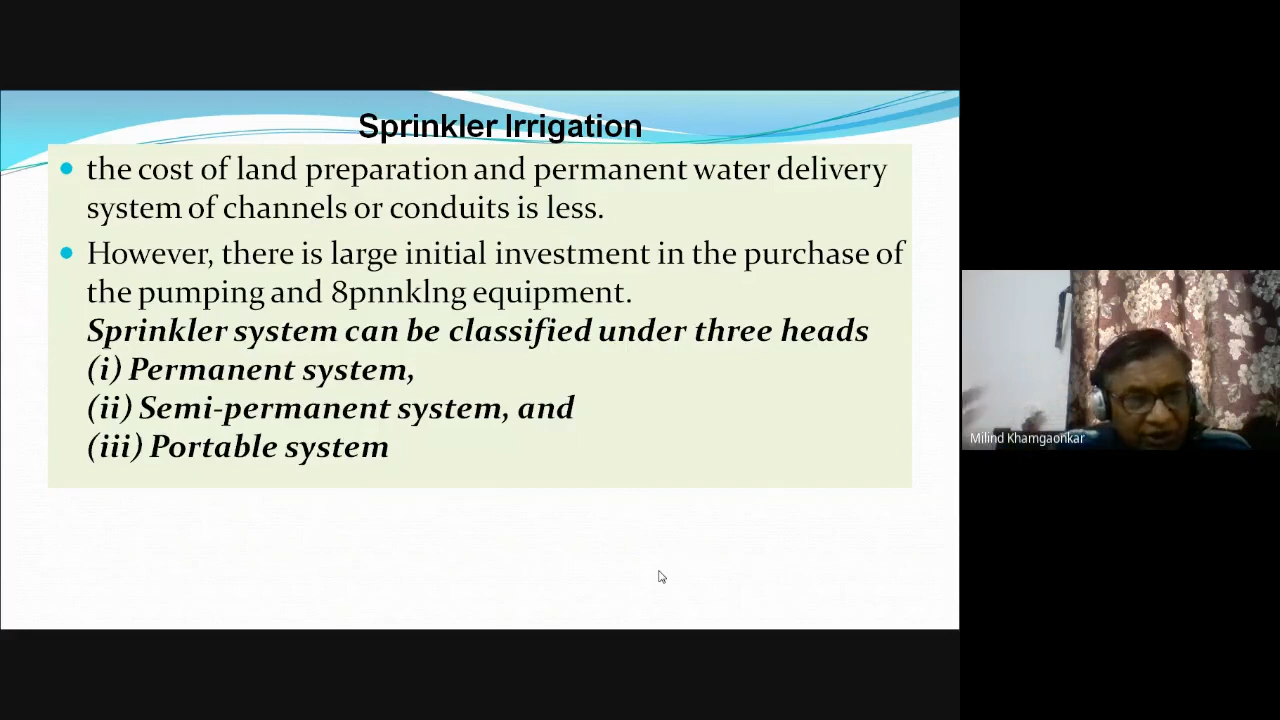 Sprinkler Irrigation
the cost of land preparation and permanent water delivery
system of channels or conduits is less.
However, there is large initial investment in the purchase of
the pumping and 8pnnklng equipment.
Sprinkler system can be classified under three heads
(i) Permanent system,
(ii) Semi-permanent system, and
(iii) Portable system
Milind Khamgaonkar